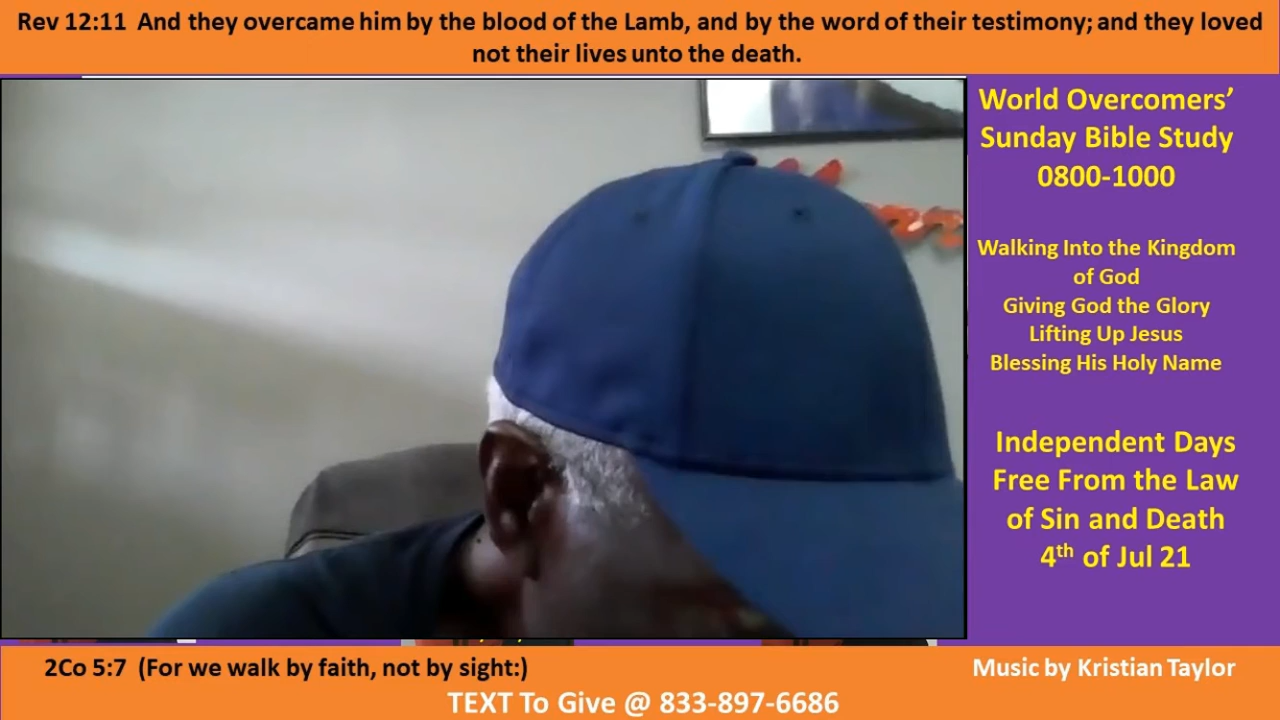 Rev 12:11  And they overcame him by the blood of the Lamb, and by the word of their testimony; and they loved
not their lives unto the death.
World Overcomers’
Sunday Bible Study
0800-1000
Walking Into the Kingdom
of God
Giving God the Glory
Lifting Up Jesus
Blessing His Holy Name
Independent Days
Free From the Law
of Sin and Death
4th of Jul 21
2Co 5:7  (For we walk by faith, not by sight:)
Music by Kristian Taylor
TEXT To Give @ 833-897-6686